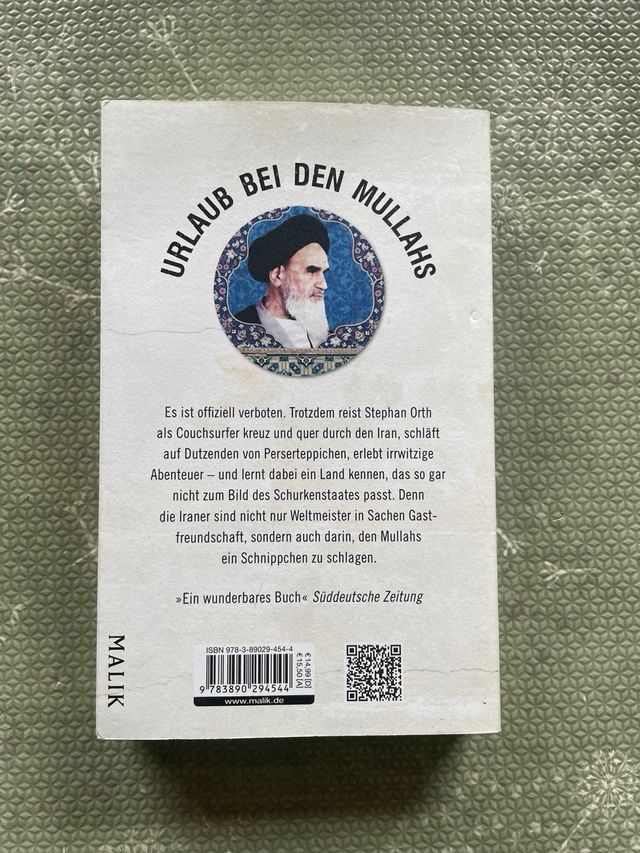 URLAUB BEI DEN MULLAHS
Es ist offiziell verboten. Trotzdem reist Stephan Orth
als Couchsurfer kreuz und quer durch den Iran, schläft
auf Dutzenden von Perserteppichen, erlebt irrwitzige
Abenteuer – und lernt dabei ein Land kennen, das so gar
nicht zum Bild des Schurkenstaates passt. Denn
die Iraner sind nicht nur Weltmeister in Sachen Gast-
freundschaft, sondern auch darin, den Mullahs
ein Schnippchen zu schlagen.
»Ein wunderbares Buch« Süddeutsche Zeitung
MALIK
ISBN 978-3-89029-454-4
9 783890 294544
www.malik.de
€ 14,99 [D]
€ 15,50 [A]